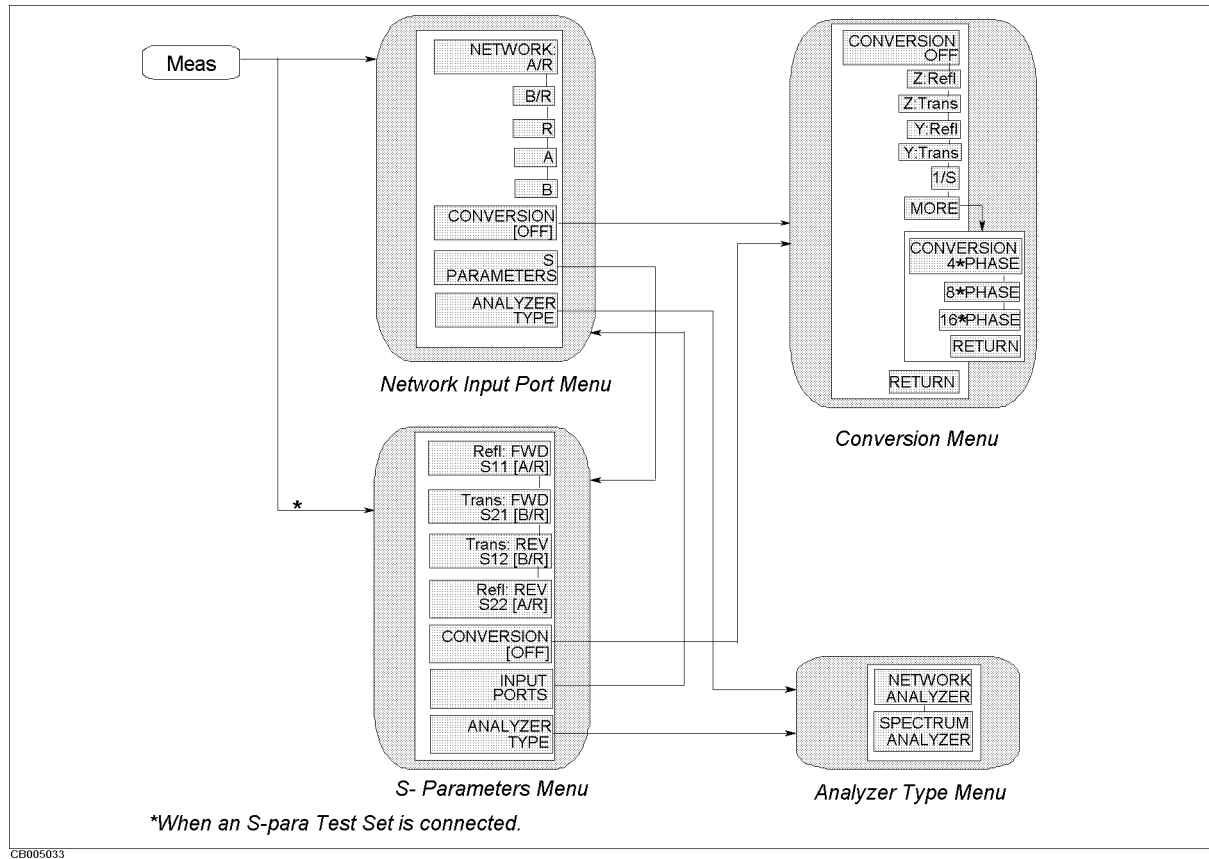 Meas
NETWORK:
A/R
B/R
R
A
B
CONVERSION
[OFF]
S
PARAMETERS
ANALYZER
TYPE
Network Input Port Menu
CONVERSION
OFF
Z:Refl
Z:Trans
Y:Refl
Y:Trans
1/S
MORE
CONVERSION
4*PHASE
8*PHASE
16*PHASE
RETURN
RETURN
Conversion Menu
*
Refl: FWD
S11 [A/R]
Trans: FWD
S21 [B/R]
Trans: REV
S12 [B/R]
Refl: REV
S22 [A/R]
CONVERSION
[OFF]
INPUT
PORTS
ANALYZER
TYPE
S- Parameters Menu
NETWORK
ANALYZER
SPECTRUM
ANALYZER
Analyzer Type Menu
*When an S-para Test Set is connected.
CB005033